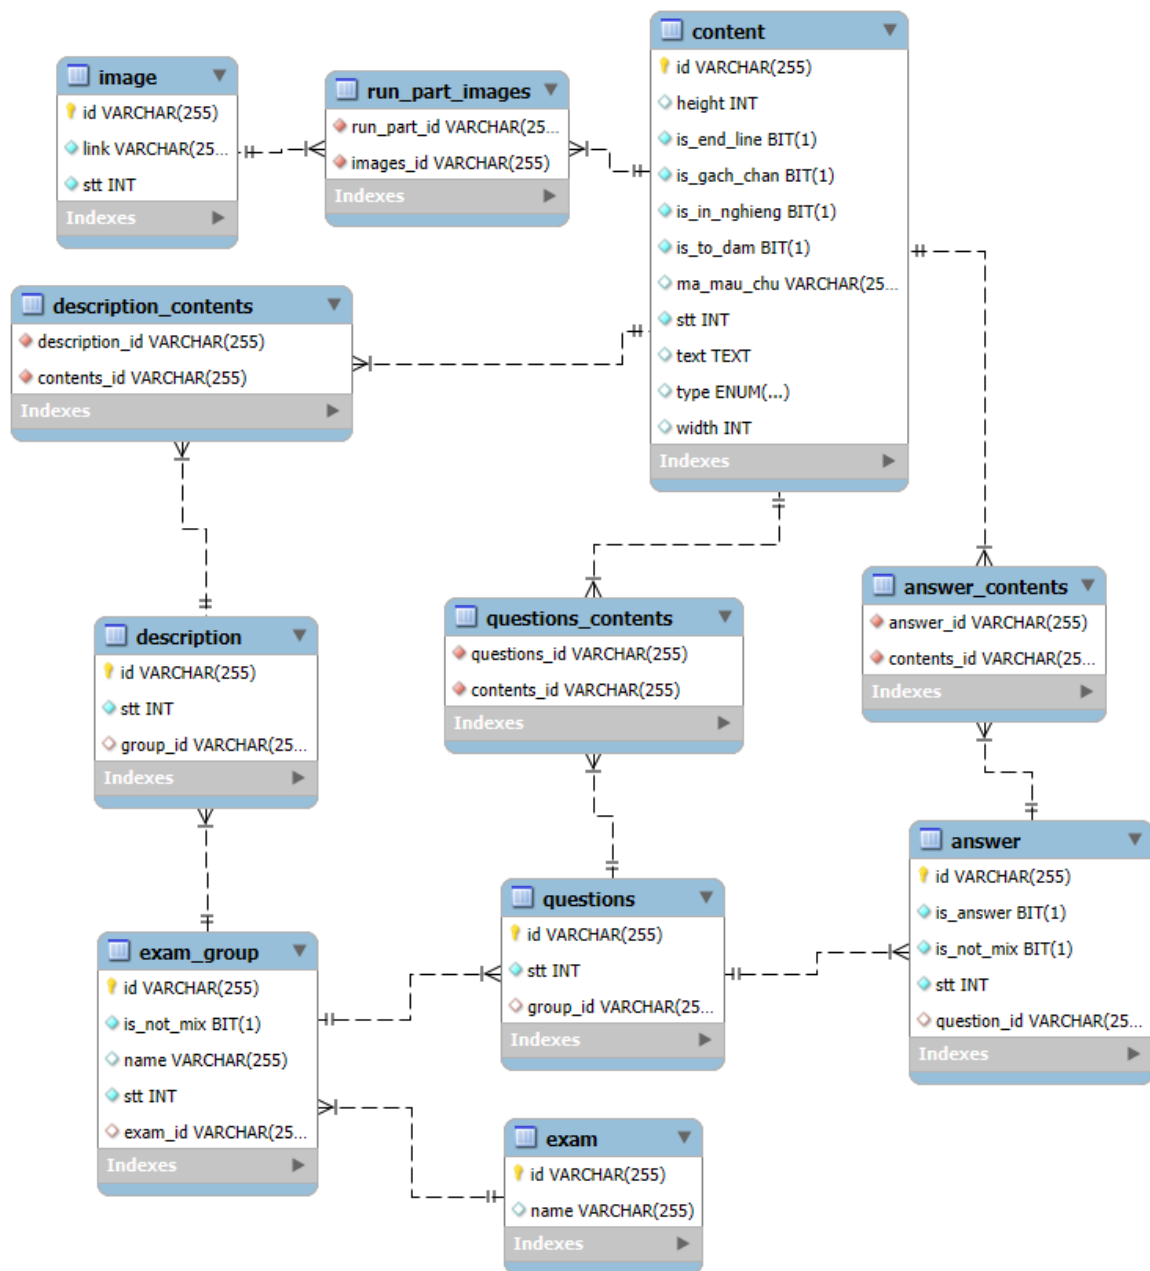 image
id VARCHAR(255)
link VARCHAR(25...
stt INT
Indexes
run_part_images
run_part_id VARCHAR(25...
images_id VARCHAR(255)
Indexes
content
id VARCHAR(255)
height INT
is_end_line BIT(1)
is_gach_chan BIT(1)
is_in_nghieng BIT(1)
is_to_dam BIT(1)
ma_mau_chu VARCHAR(25...
stt INT
text TEXT
type ENUM(...)
width INT
Indexes
description_contents
description_id VARCHAR(255)
contents_id VARCHAR(255)
Indexes
description
id VARCHAR(255)
stt INT
group_id VARCHAR(25...
Indexes
questions_contents
questions_id VARCHAR(255)
contents_id VARCHAR(255)
Indexes
answer_contents
answer_id VARCHAR(255)
contents_id VARCHAR(25...
Indexes
exam_group
id VARCHAR(255)
is_not_mix BIT(1)
name VARCHAR(255)
stt INT
exam_id VARCHAR(25...
Indexes
questions
id VARCHAR(255)
stt INT
group_id VARCHAR(25...
Indexes
answer
id VARCHAR(255)
is_answer BIT(1)
is_not_mix BIT(1)
stt INT
question_id VARCHAR(25...
Indexes
exam
id VARCHAR(255)
name VARCHAR(255)
Indexes